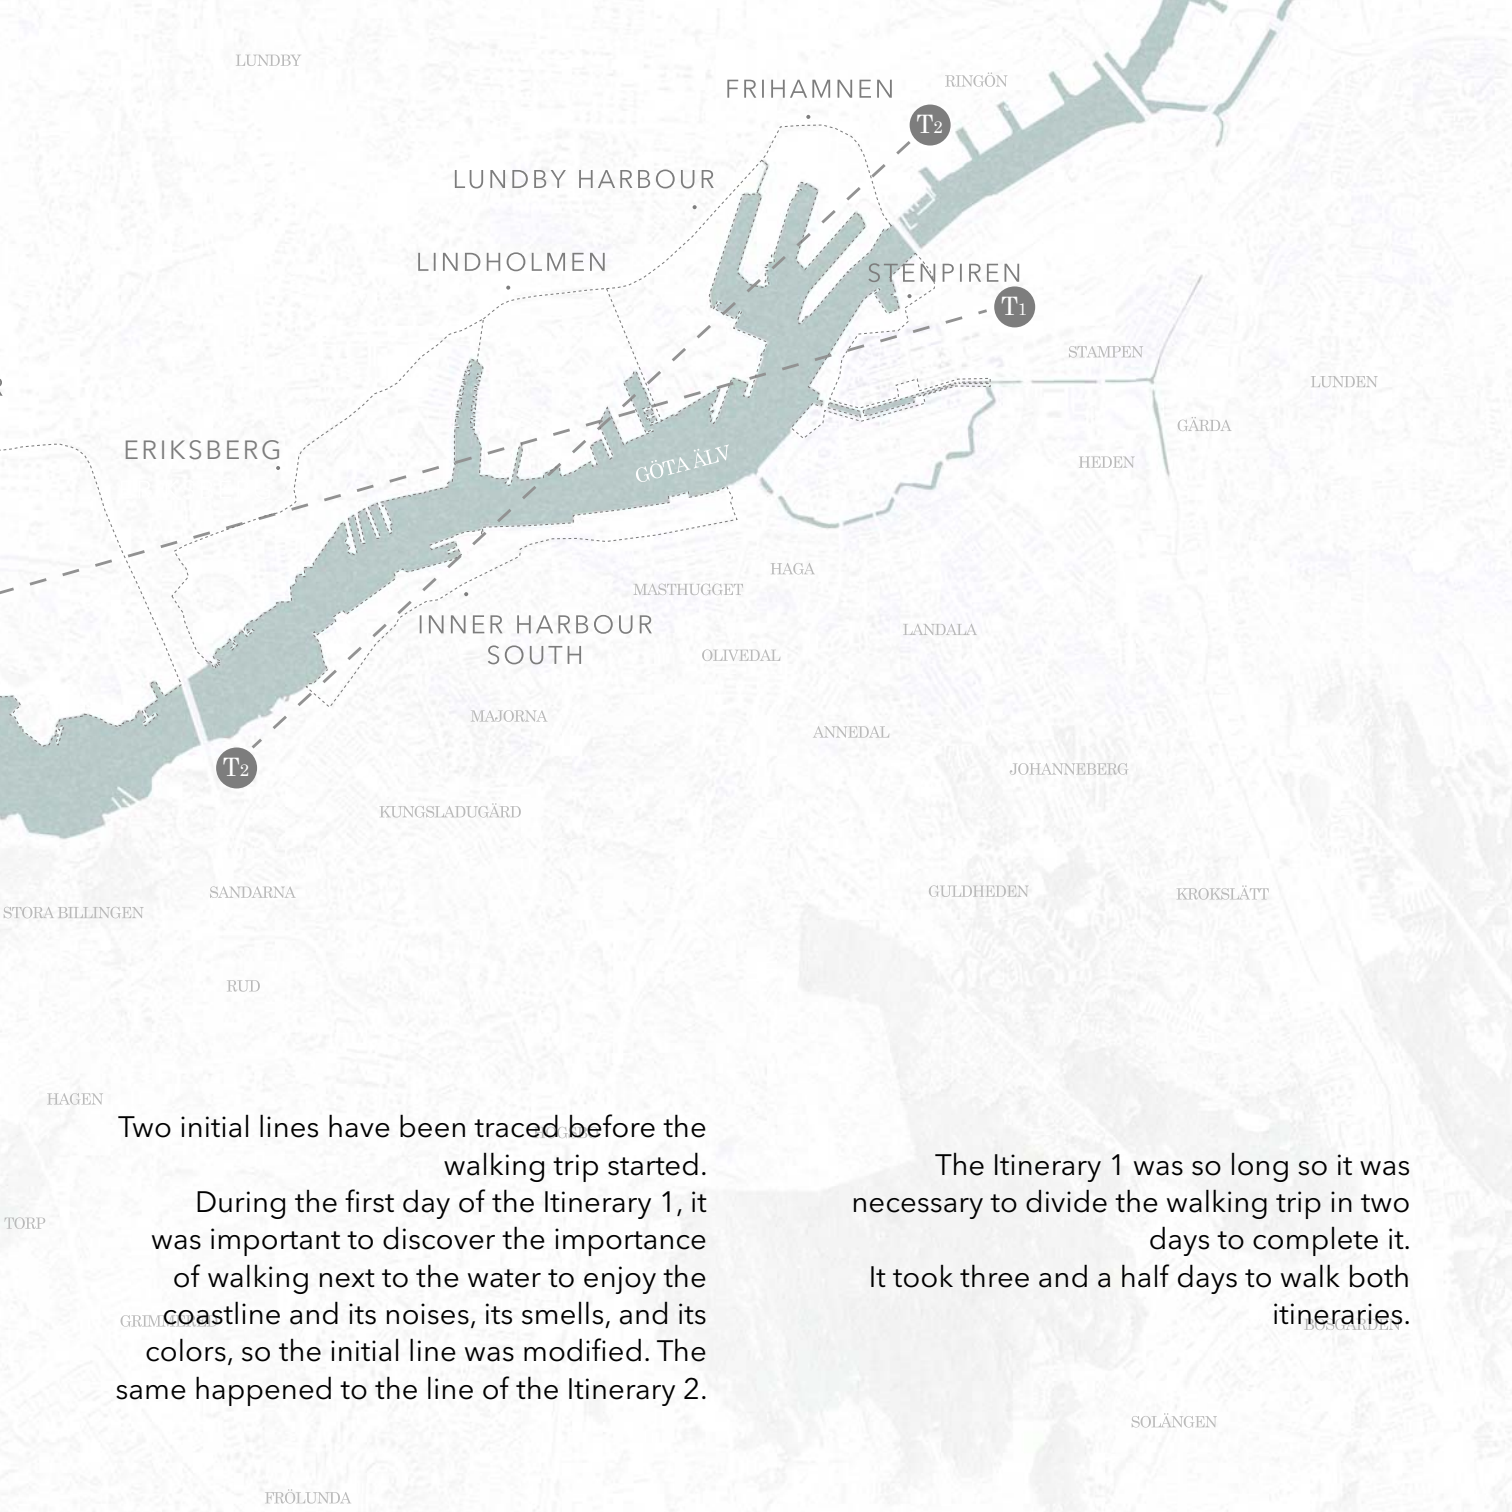 LUNDBY
FRIHAMNEN
RINGÖN
T2
LUNDBY HARBOUR
LINDHOLMEN
STENPIREN
T1
STAMPEN
LUNDEN
R
GÄRDA
ERIKSBERG
GÖTA ÄLV
HEDEN
HAGA
MASTHUGGET
INNER HARBOUR
SOUTH
LANDALA
OLIVEDAL
MAJORNA
ANNEDAL
T2
JOHANNEBERG
KUNGSLADUGÄRD
SANDARNA
GULDHEDEN
KROKSLÄTT
STORA BILLINGEN
RUD
HAGEN
Two initial lines have been traced before the
walking trip started.
During the first day of the Itinerary 1, it
was important to discover the importance
of walking next to the water to enjoy the
coastline and its noises, its smells, and its
colors, so the initial line was modified. The
same happened to the line of the Itinerary 2.
The Itinerary 1 was so long so it was
necessary to divide the walking trip in two
days to complete it.
It took three and a half days to walk both
itineraries.
TORP
GRIMMERED
BOSGÅRDEN
SOLÄNGEN
FRÖLUNDA